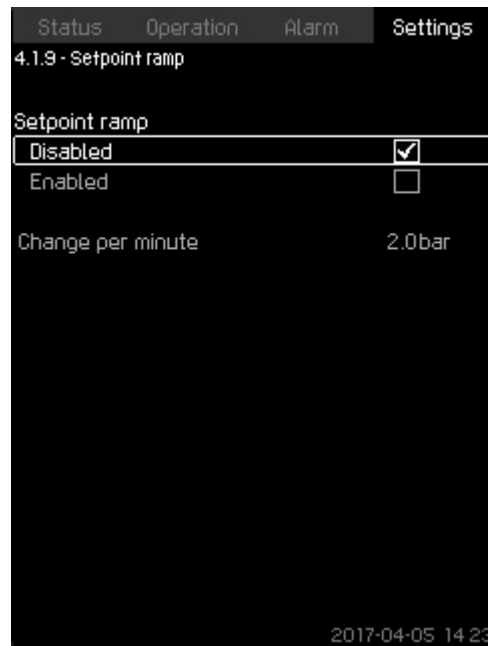 Status Operation Alarm Settings
4.1.9 - Setpoint ramp
Setpoint ramp
Disabled
Enabled
Change per minute 2.0bar
2017-04-05 14 23